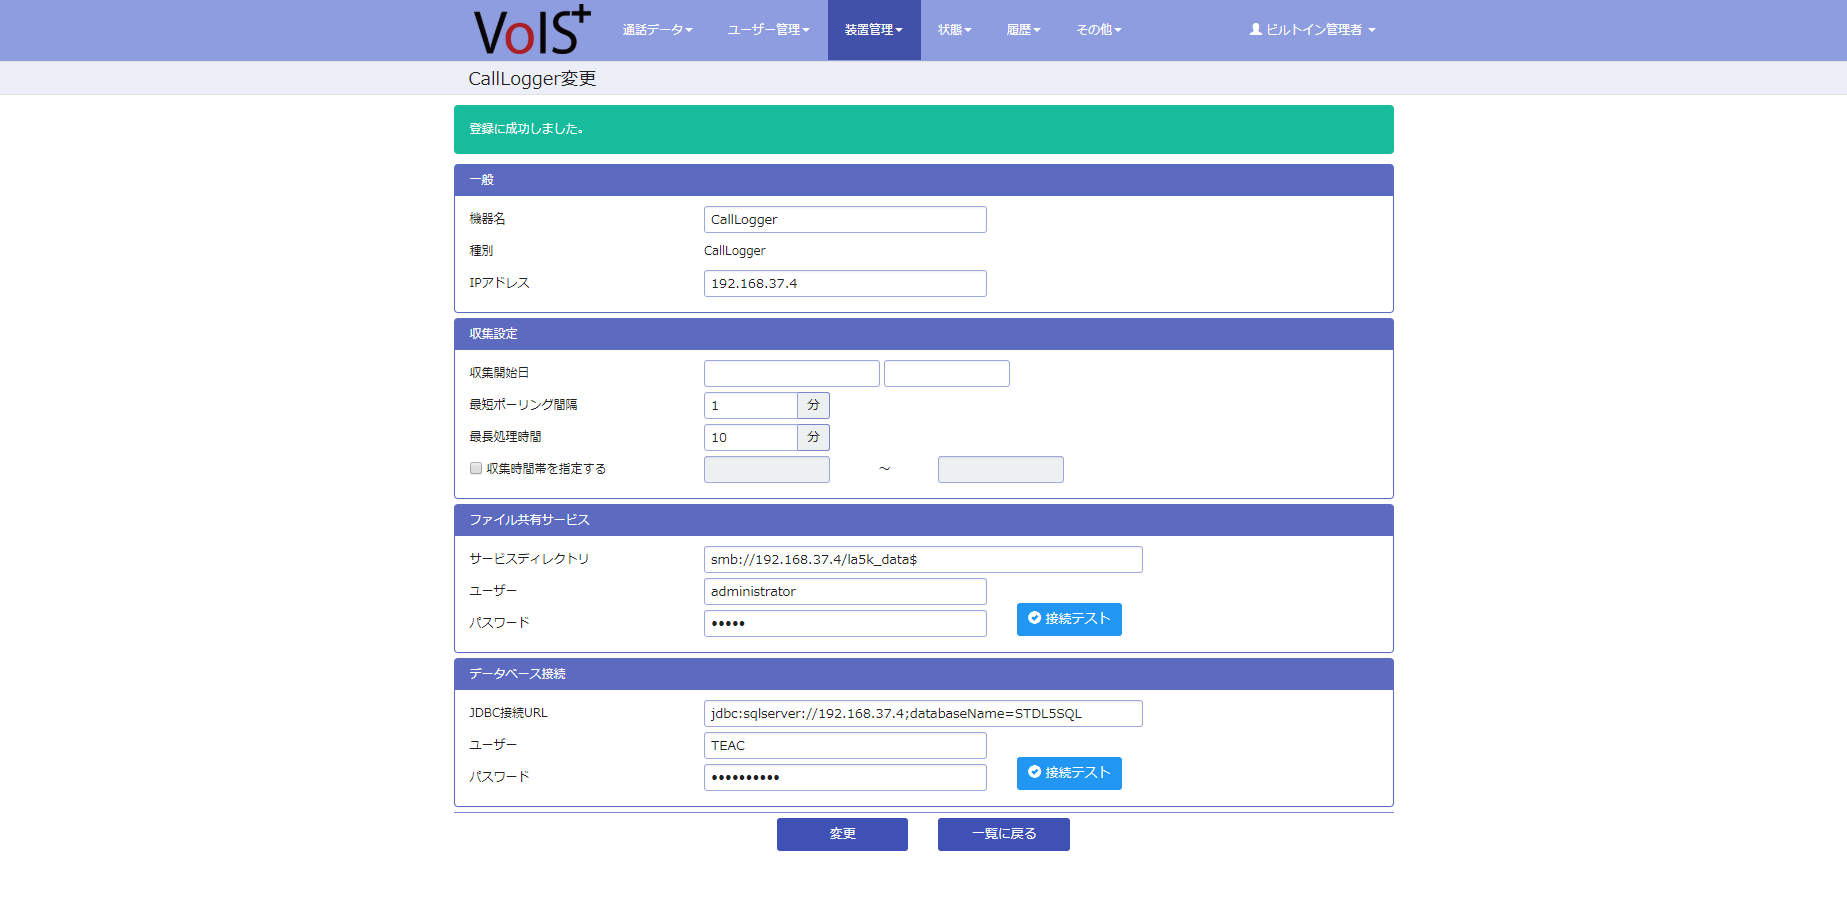 VoIS+
通話データ ユーザー管理 装置管理 状態 履歴 その他 ビルトイン管理者
CallLogger変更
登録に成功しました。
一般
機器名 CallLogger
種別 CallLogger
IPアドレス 192.168.37.4
収集設定
収集開始日
最短ポーリング間隔 1 分
最長処理時間 10 分
収集時間帯を指定する ～
ファイル共有サービス
サービスディレクトリ smb://192.168.37.4/la5k_data$
ユーザー administrator
パスワード •••••
接続テスト
データベース接続
JDBC接続URL jdbc:sqlserver://192.168.37.4;databaseName=STDL5SQL
ユーザー TEAC
パスワード ••••••••••
接続テスト
変更 一覧に戻る